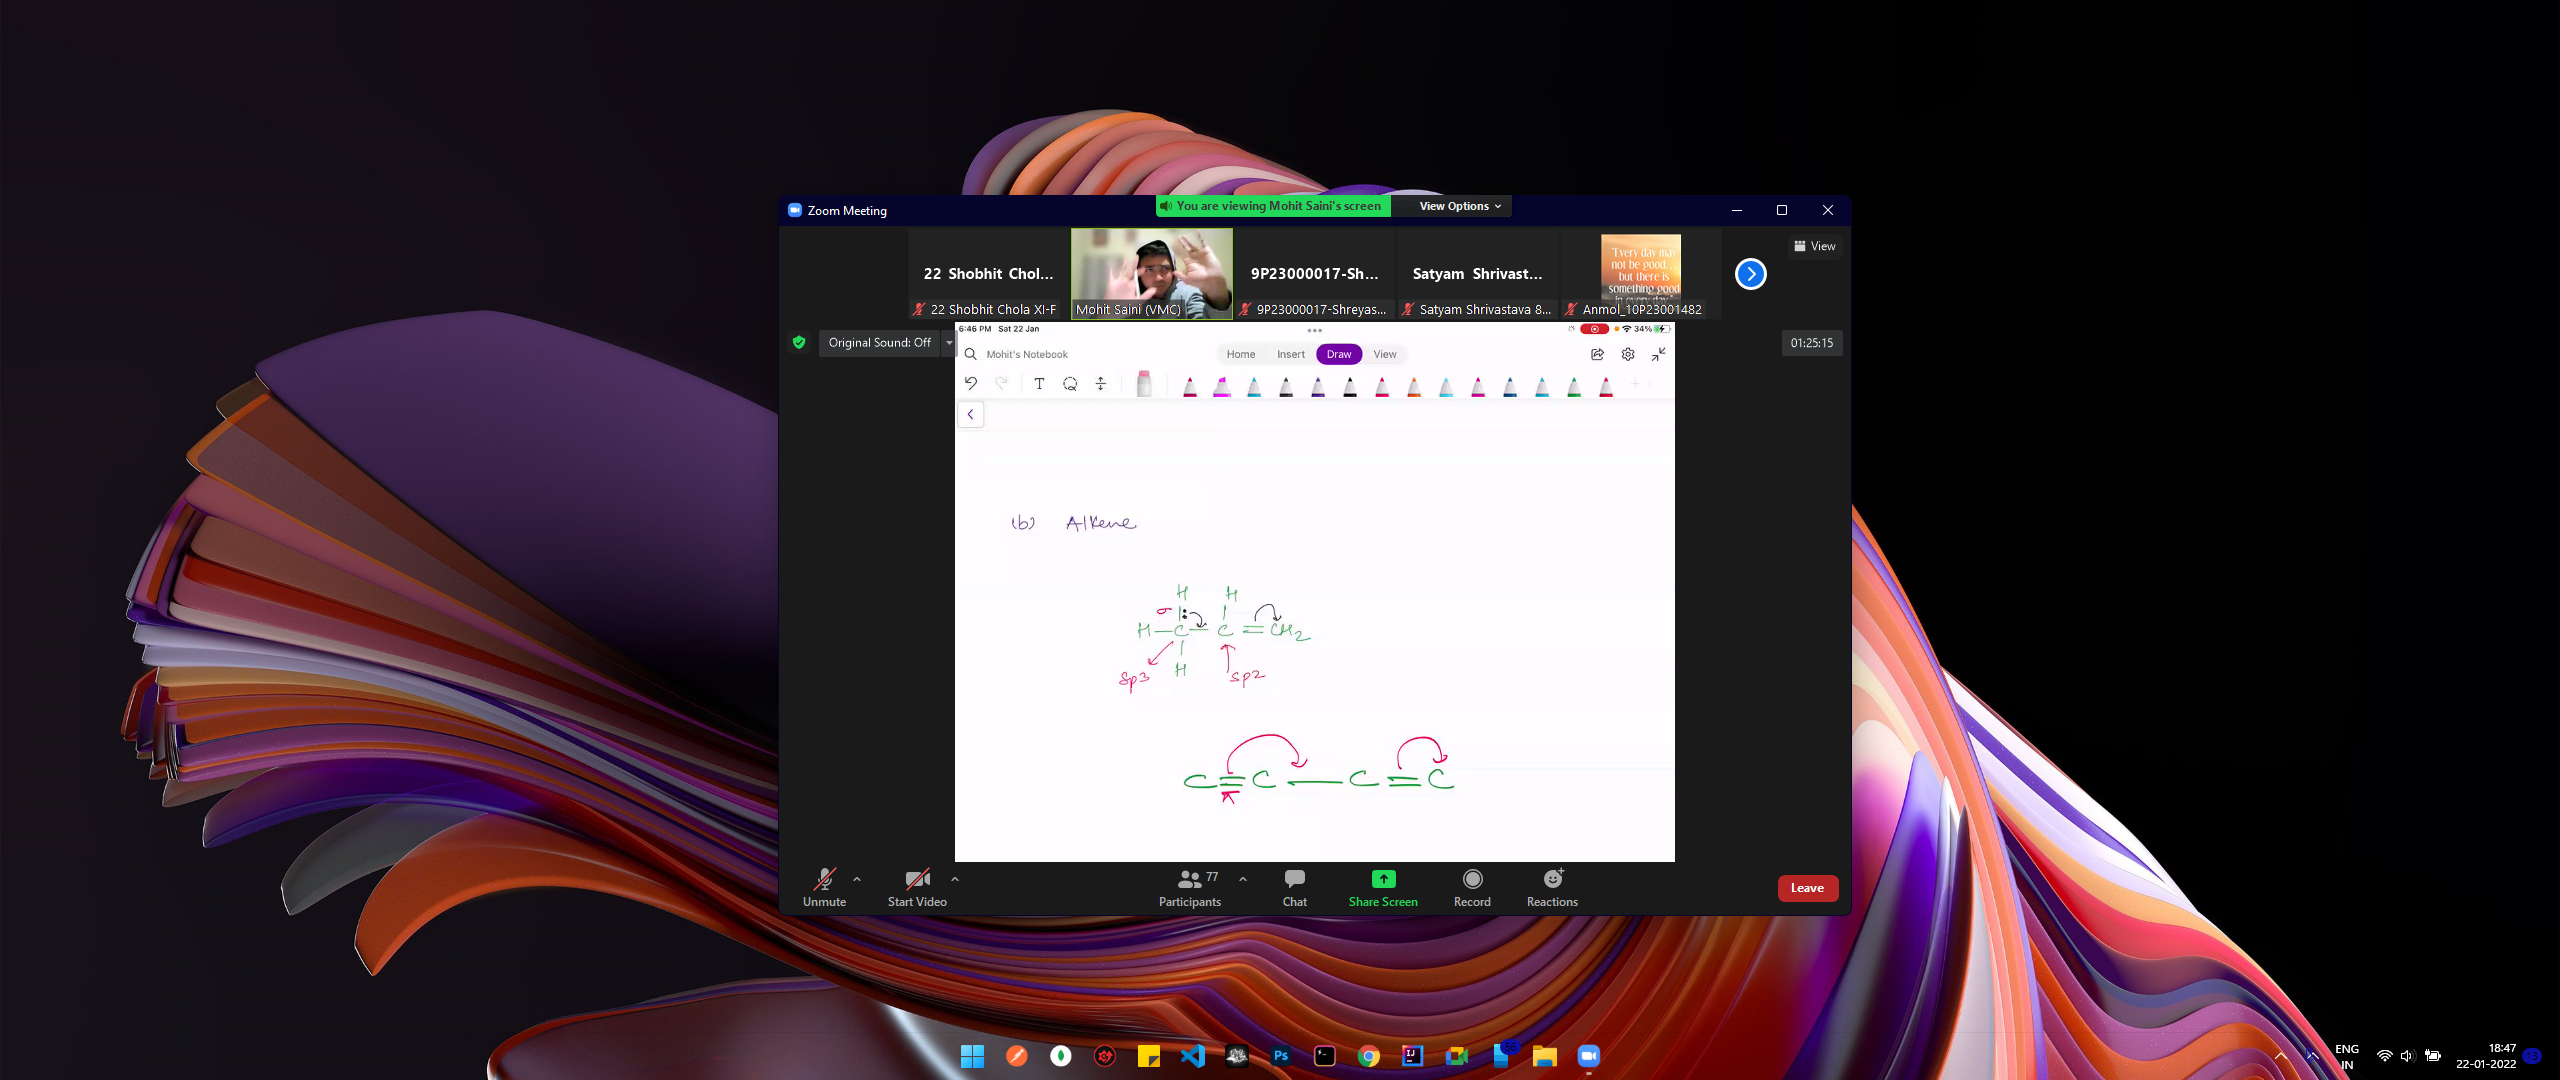 Zoom Meeting
You are viewing Mohit Saini's screen
View Options
22 Shobhit Chol...
9P23000017-Sh...
Satyam Shrivast...
"Every day may
not be good...
but there is
something good
in every day"
View
22 Shobhit Chola XI-F
Mohit Saini (VMC)
9P23000017-Shreyas...
Satyam Shrivastava 8...
Anmol_10P23001482
Original Sound: Off
01:25:15
6:46 PM Sat 22 Jan
34%
Mohit's Notebook
Home Insert Draw View
T
(b) Alkene
H H
σ
H—C—C=CH2
H
sp3 sp2
C≡C—C=C
π
Unmute
Start Video
77
Participants
Chat
Share Screen
Record
Reactions
Leave
Ps
IJ
ENG
IN
18:47
22-01-2022